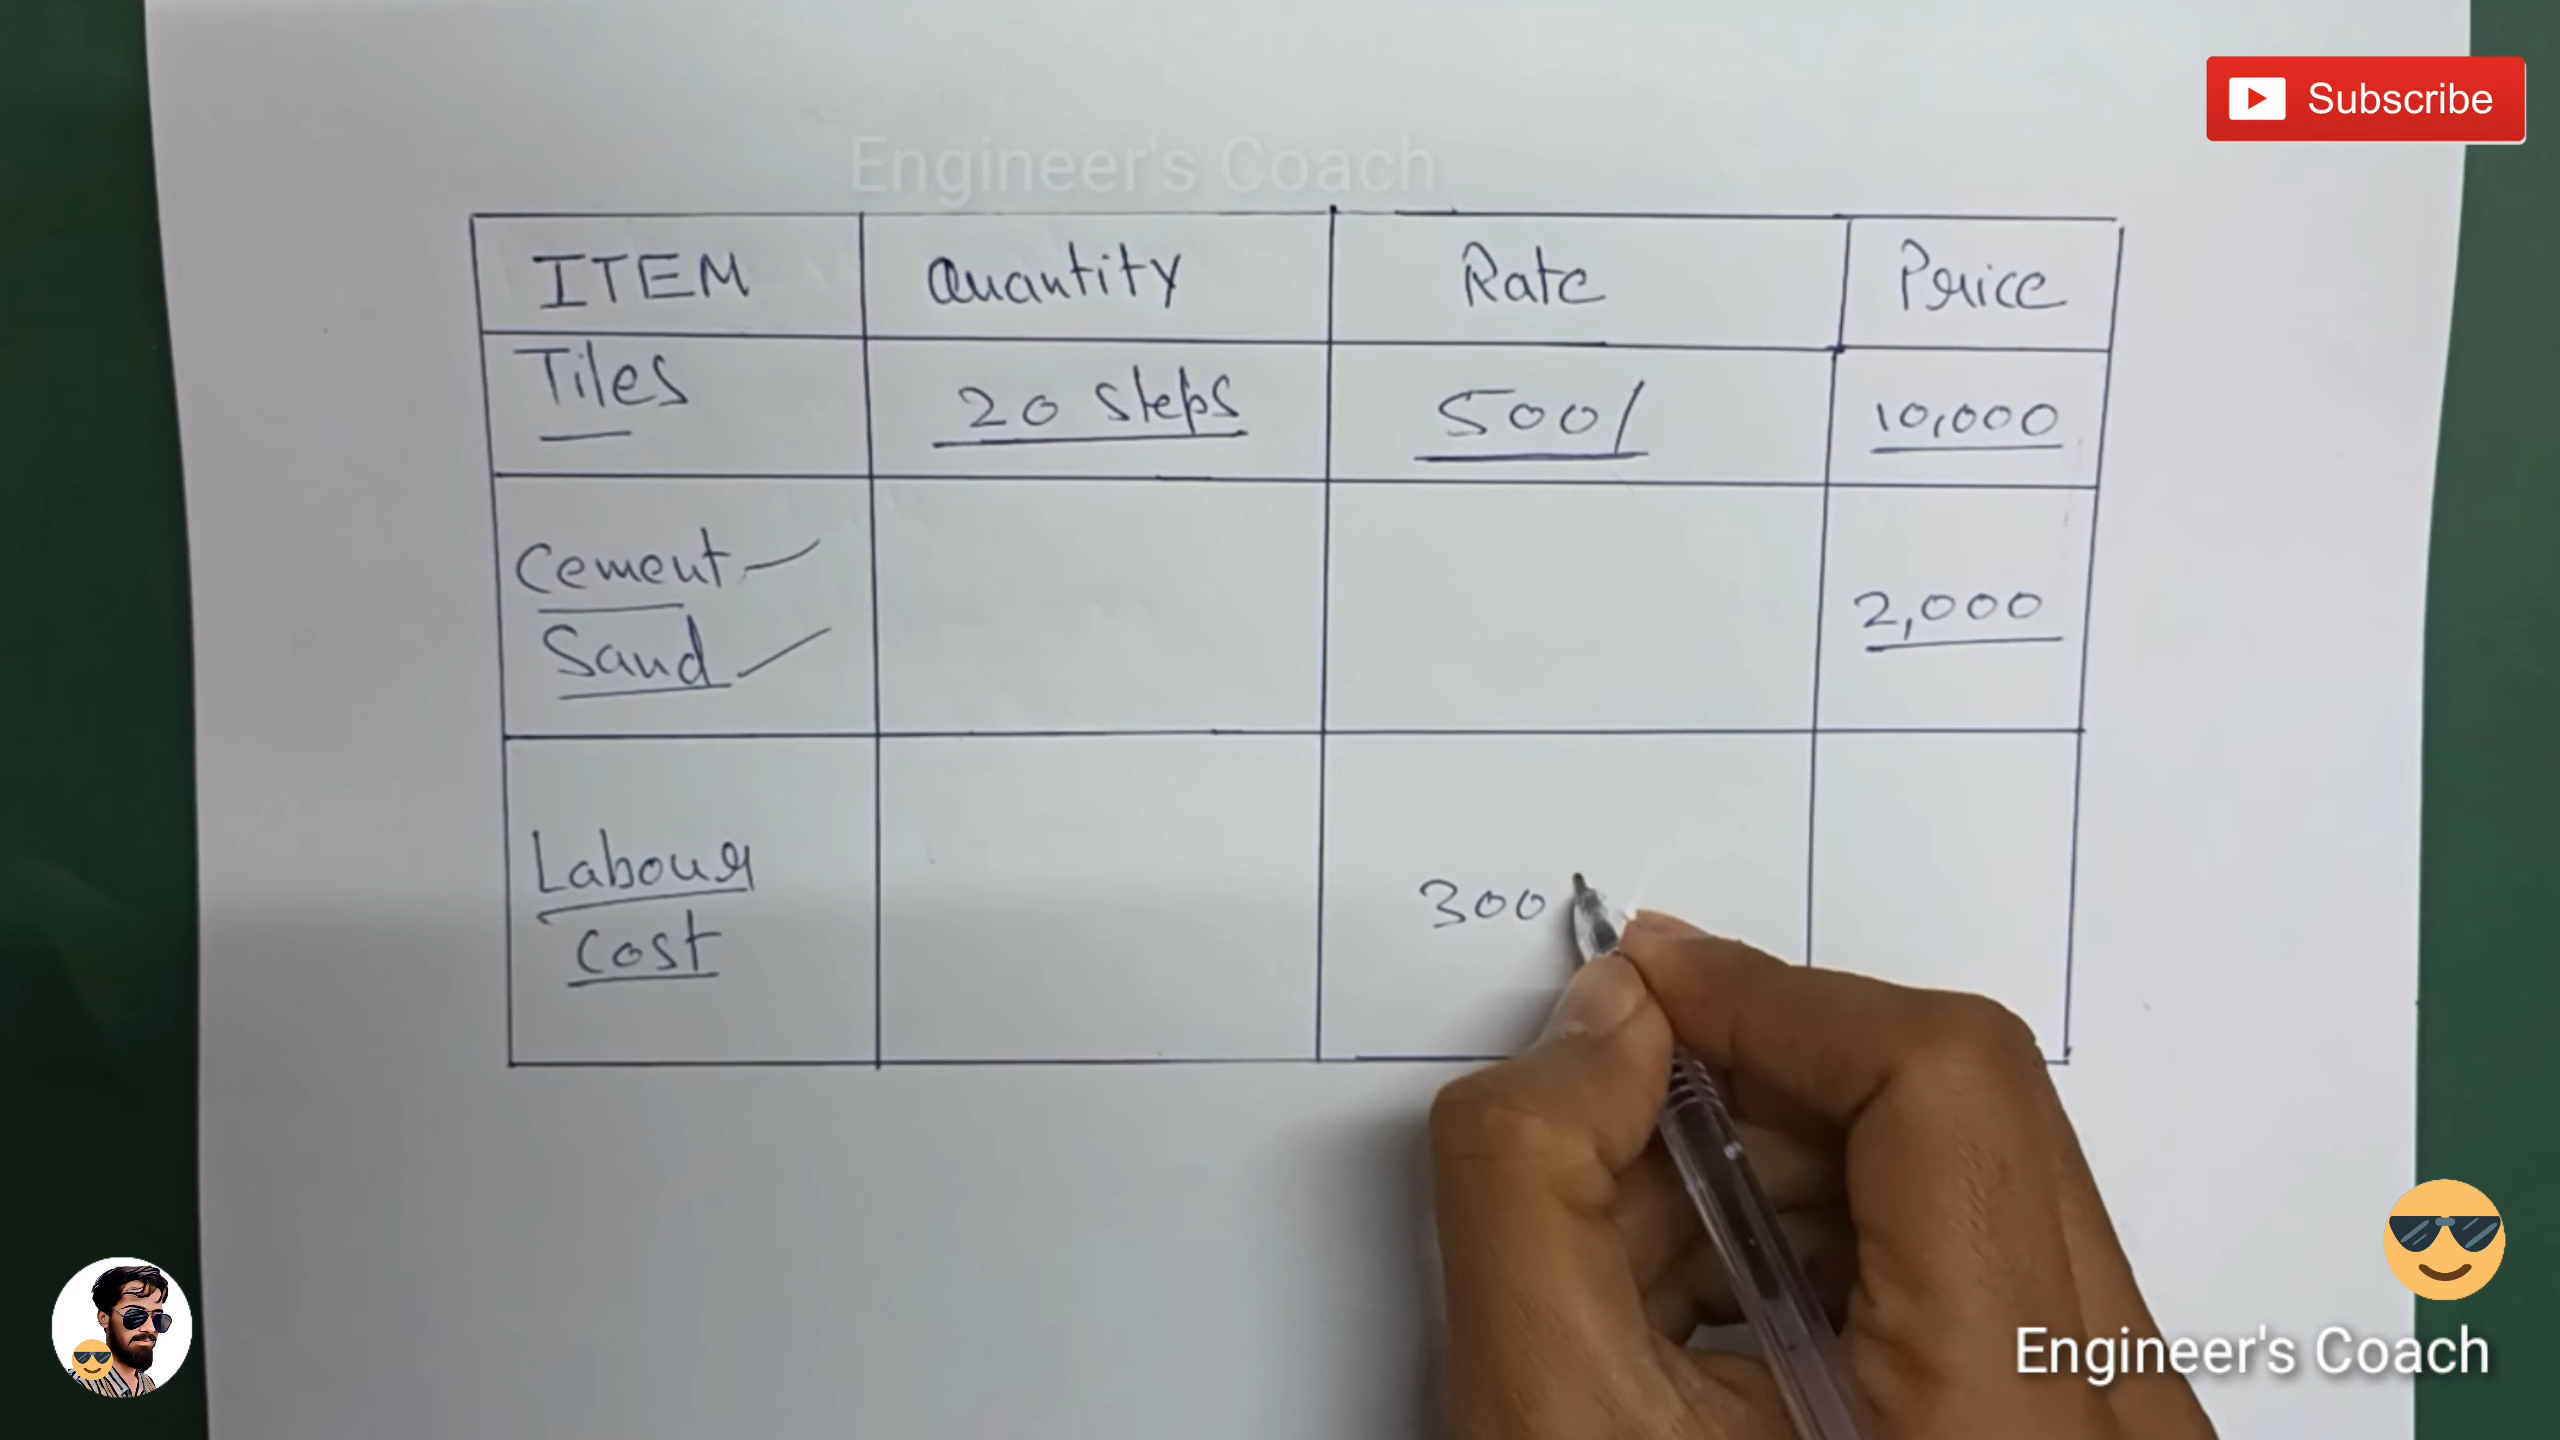 Subscribe
Engineer's Coach
ITEM Quantity Rate Price
Tiles 20 Steps 500/ 10,000
Cement
Sand
2,000
Labour
Cost
300
Engineer's Coach